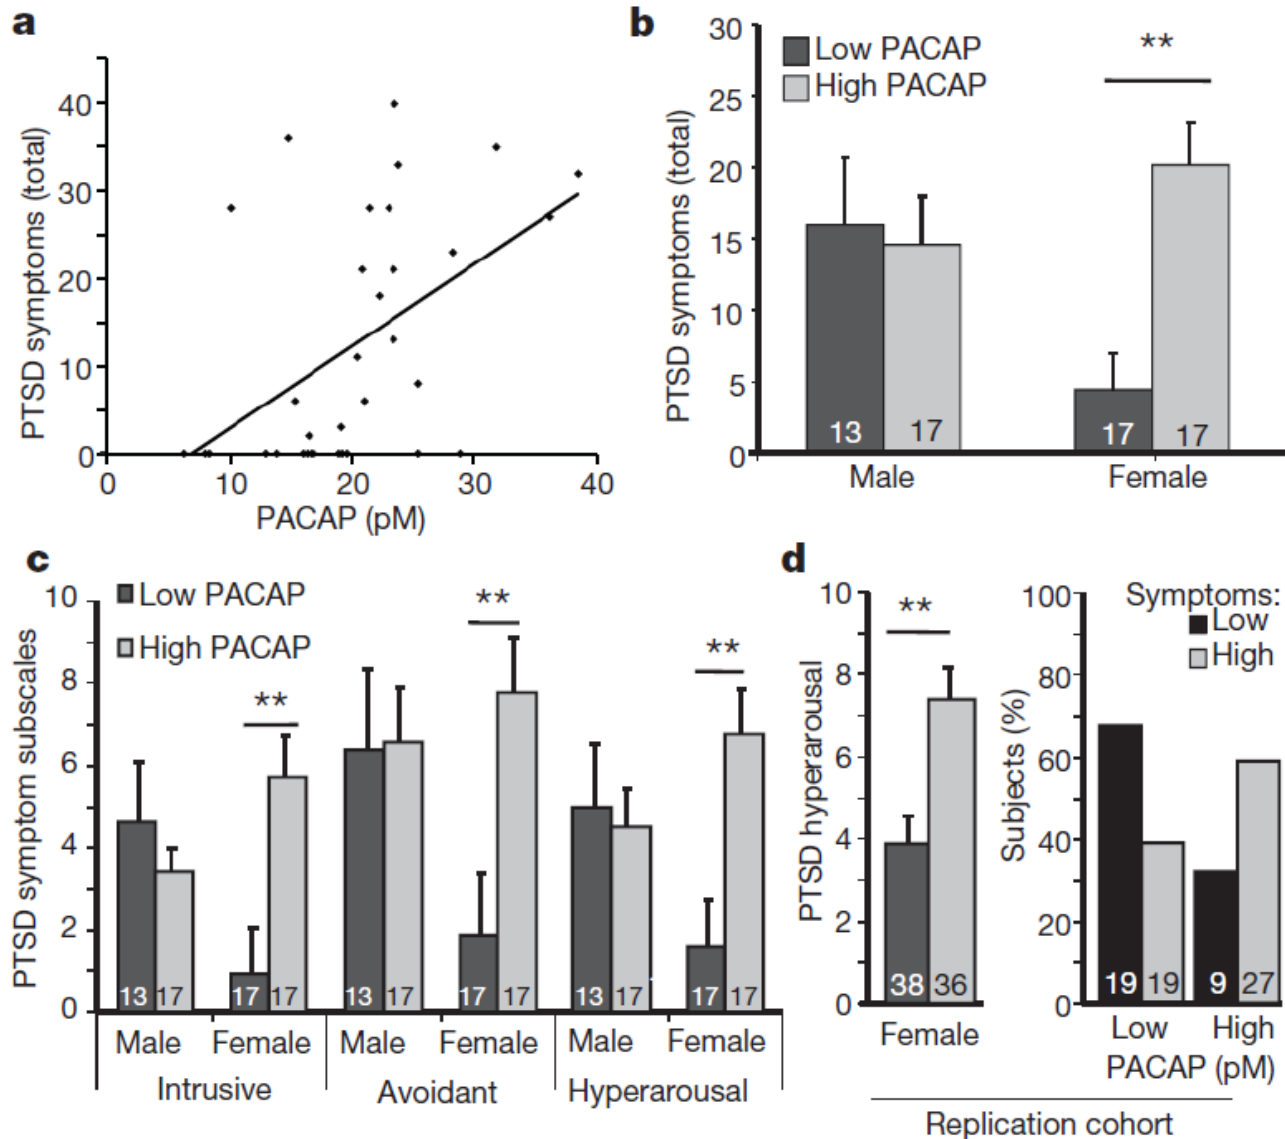 a
PTSD symptoms (total)
40
30
20
10
0
0 10 20 30 40
PACAP (pM)
b
PTSD symptoms (total)
30
25
20
15
10
5
0
Low PACAP
High PACAP
**
13 17 17 17
Male Female
c
PTSD symptom subscales
10
8
6
4
2
0
Low PACAP
High PACAP
**
**
**
13 17 17 17 13 17 17 17 13 17 17 17
Male Female Male Female Male Female
Intrusive Avoidant Hyperarousal
d
PTSD hyperarousal
10
8
6
4
2
0
**
38 36
Female
Subjects (%)
100
80
60
40
20
0
Symptoms:
Low
High
19 19 9 27
Low High
PACAP (pM)
Replication cohort